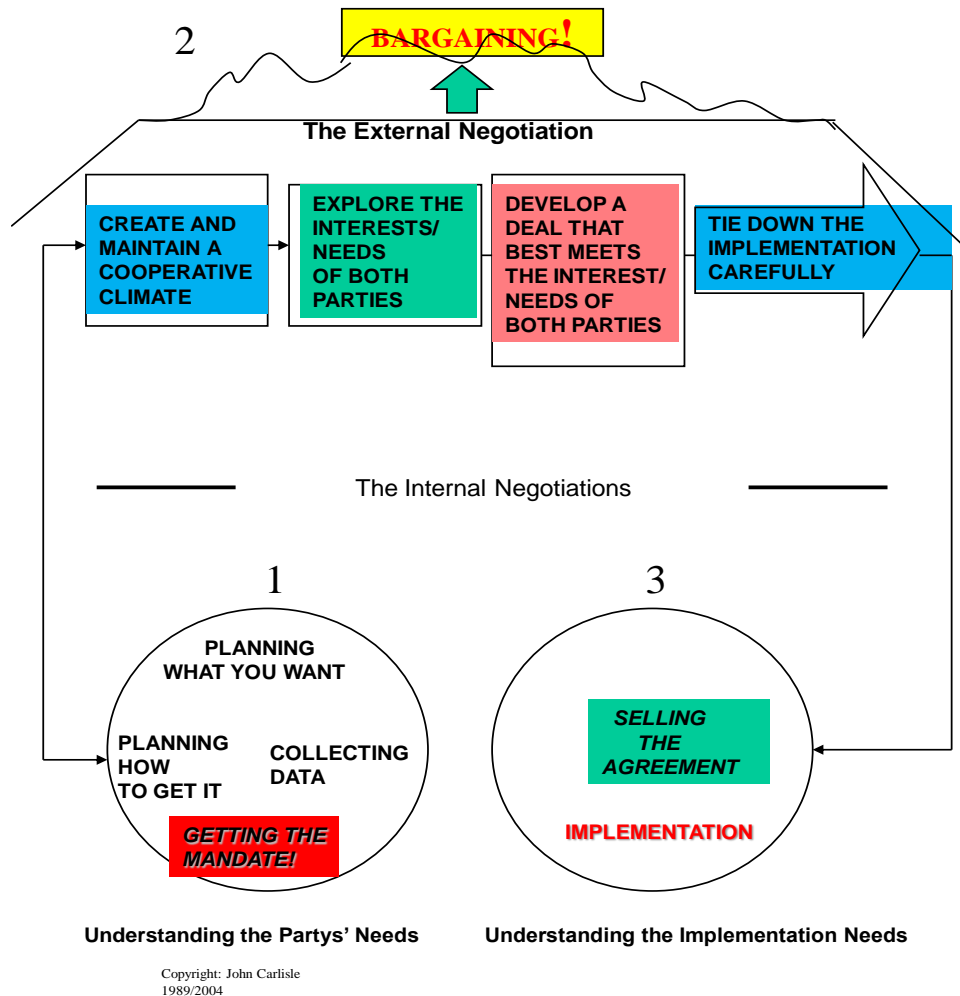 2
BARGAINING!
The External Negotiation
CREATE AND
MAINTAIN A
COOPERATIVE
CLIMATE
EXPLORE THE
INTERESTS/
NEEDS
OF BOTH
PARTIES
DEVELOP A
DEAL THAT
BEST MEETS
THE INTEREST/
NEEDS OF
BOTH PARTIES
TIE DOWN THE
IMPLEMENTATION
CAREFULLY
The Internal Negotiations
1
PLANNING
WHAT YOU WANT
PLANNING
HOW
TO GET IT
COLLECTING
DATA
GETTING THE
MANDATE!
Understanding the Partys’ Needs
3
SELLING
THE
AGREEMENT
IMPLEMENTATION
Understanding the Implementation Needs
Copyright: John Carlisle
1989/2004